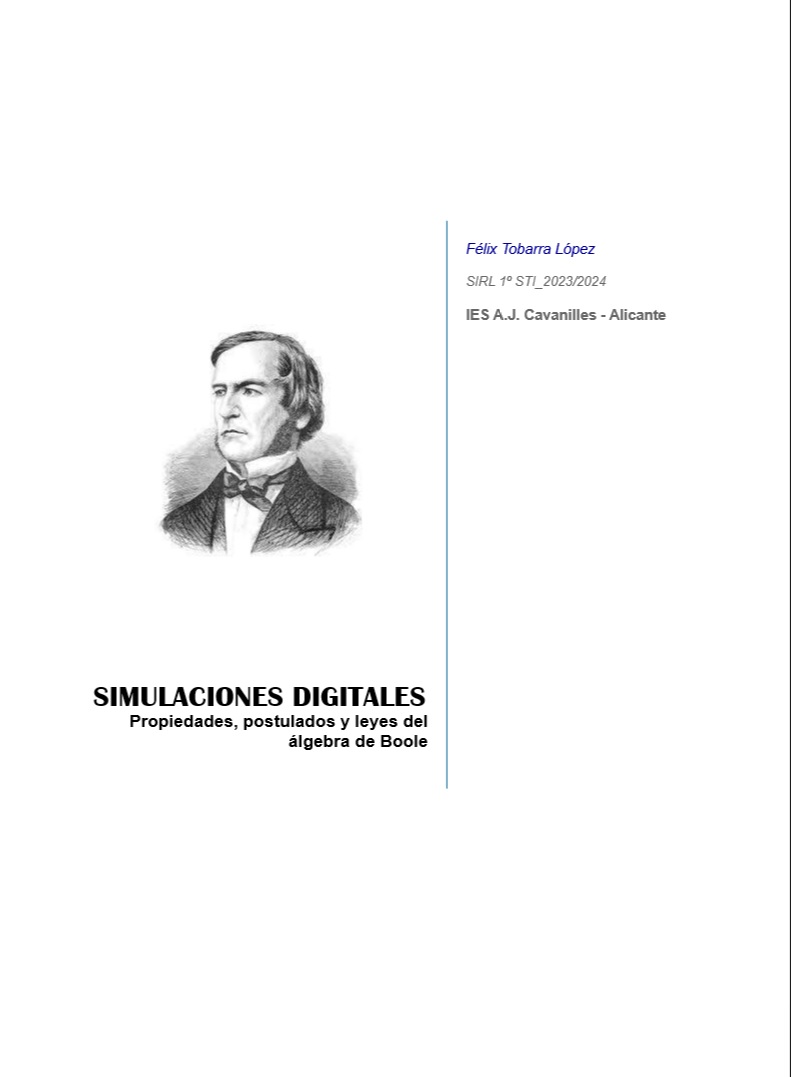 Félix Tobarra López
SIRL 1º STI_2023/2024
IES A.J. Cavanilles - Alicante
SIMULACIONES DIGITALES
Propiedades, postulados y leyes del
álgebra de Boole